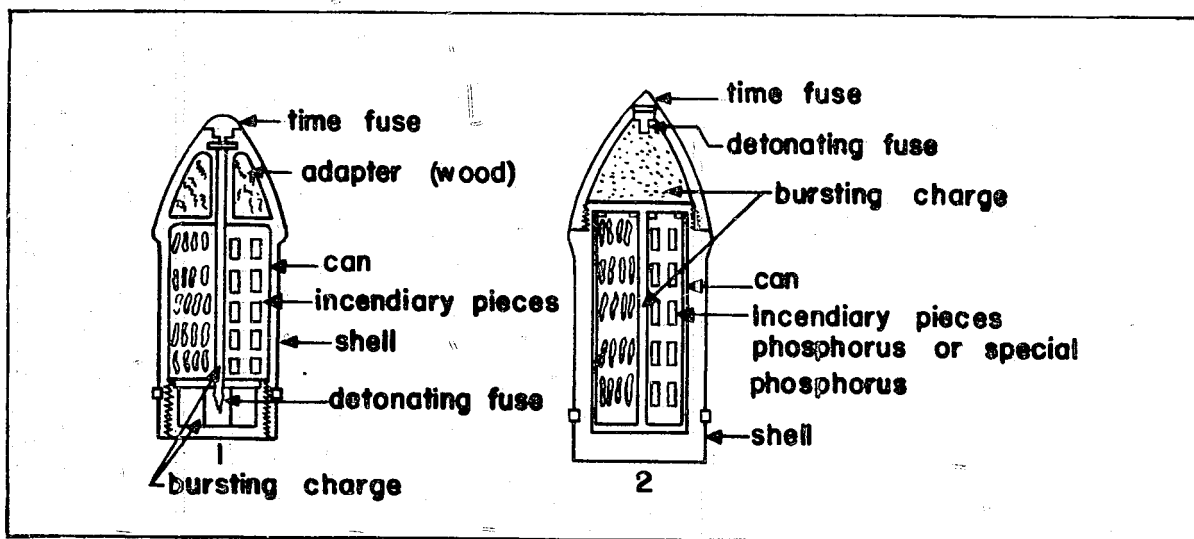 time fuse
adapter (wood)
can
incendiary pieces
shell
detonating fuse
1
bursting charge
time fuse
detonating fuse
bursting charge
can
incendiary pieces
phosphorus or special
phosphorus
shell
2